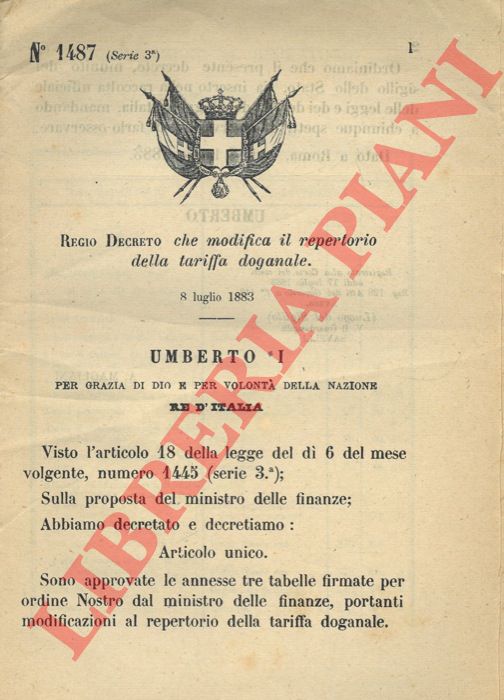 N° 1487 (Serie 3ª)
1
REGIO DECRETO che modifica il repertorio
della tariffa doganale.
8 luglio 1883
UMBERTO I
PER GRAZIA DI DIO E PER VOLONTÀ DELLA NAZIONE
RE D'ITALIA
Visto l'articolo 18 della legge del dì 6 del mese
volgente, numero 1445 (serie 3.ª);
Sulla proposta del ministro delle finanze;
Abbiamo decretato e decretiamo :
Articolo unico.
Sono approvate le annesse tre tabelle firmate per
ordine Nostro dal ministro delle finanze, portanti
modificazioni al repertorio della tariffa doganale.
LIBRERIA PIANI